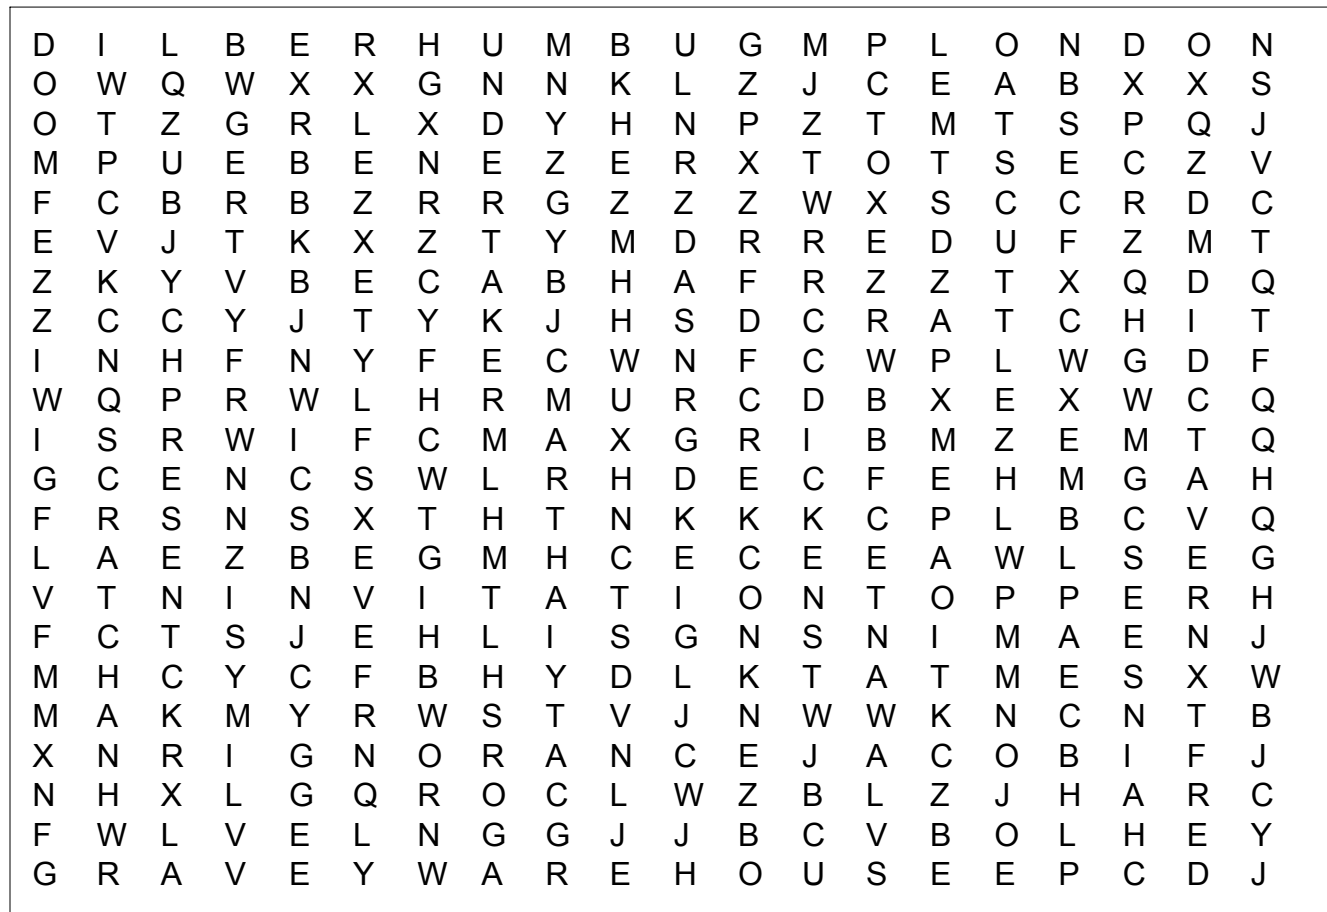 D I L B E R H U M B U G M P L O N D O N
O W Q W X X G N N K L Z J C E A B X X S
O T Z G R L X D Y H N P Z T M T S P Q J
M P U E B E N E Z E R X T O T S E C Z V
F C B R B Z R R G Z Z Z W X S C C R D C
E V J T K X Z T Y M D R R E D U F Z M T
Z K Y V B E C A B H A F R Z Z T X Q D Q
Z C C Y J T Y K J H S D C R A T C H I T
I N H F N Y F E C W N F C W P L W G D F
W Q P R W L H R M U R C D B X E X W C Q
I S R W I F C M A X G R I B M Z E M T Q
G C E N C S W L R H D E C F E H M G A H
F R S N S X T H T N K K K C P L B C V Q
L A E Z B E G M H C E C E E A W L S E G
V T N I N V I T A T I O N T O P P E R H
F C T S J E H L I S G N S N I M A E N J
M H C Y C F B H Y D L K T A T M E S X W
M A K M Y R W S T V J N W W K N C N T B
X N R I G N O R A N C E J A C O B I F J
N H X L G Q R O C L W Z B L Z J H A R C
F W L V E L N G G J J B C V B O L H E Y
G R A V E Y W A R E H O U S E E P C D J